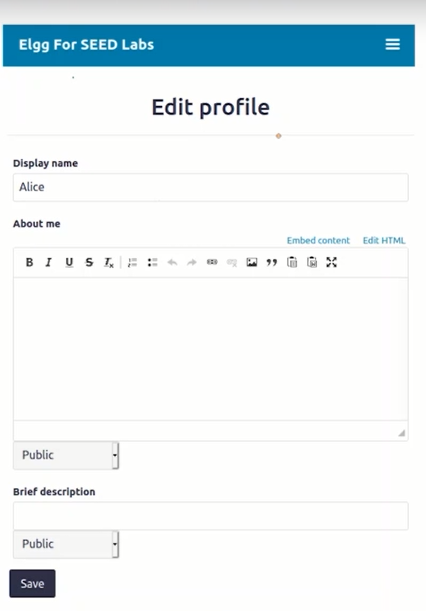 Elgg For SEED Labs
Edit profile
Display name
Alice
About me
Embed content Edit HTML
B I U S Tx
Public
Brief description
Public
Save